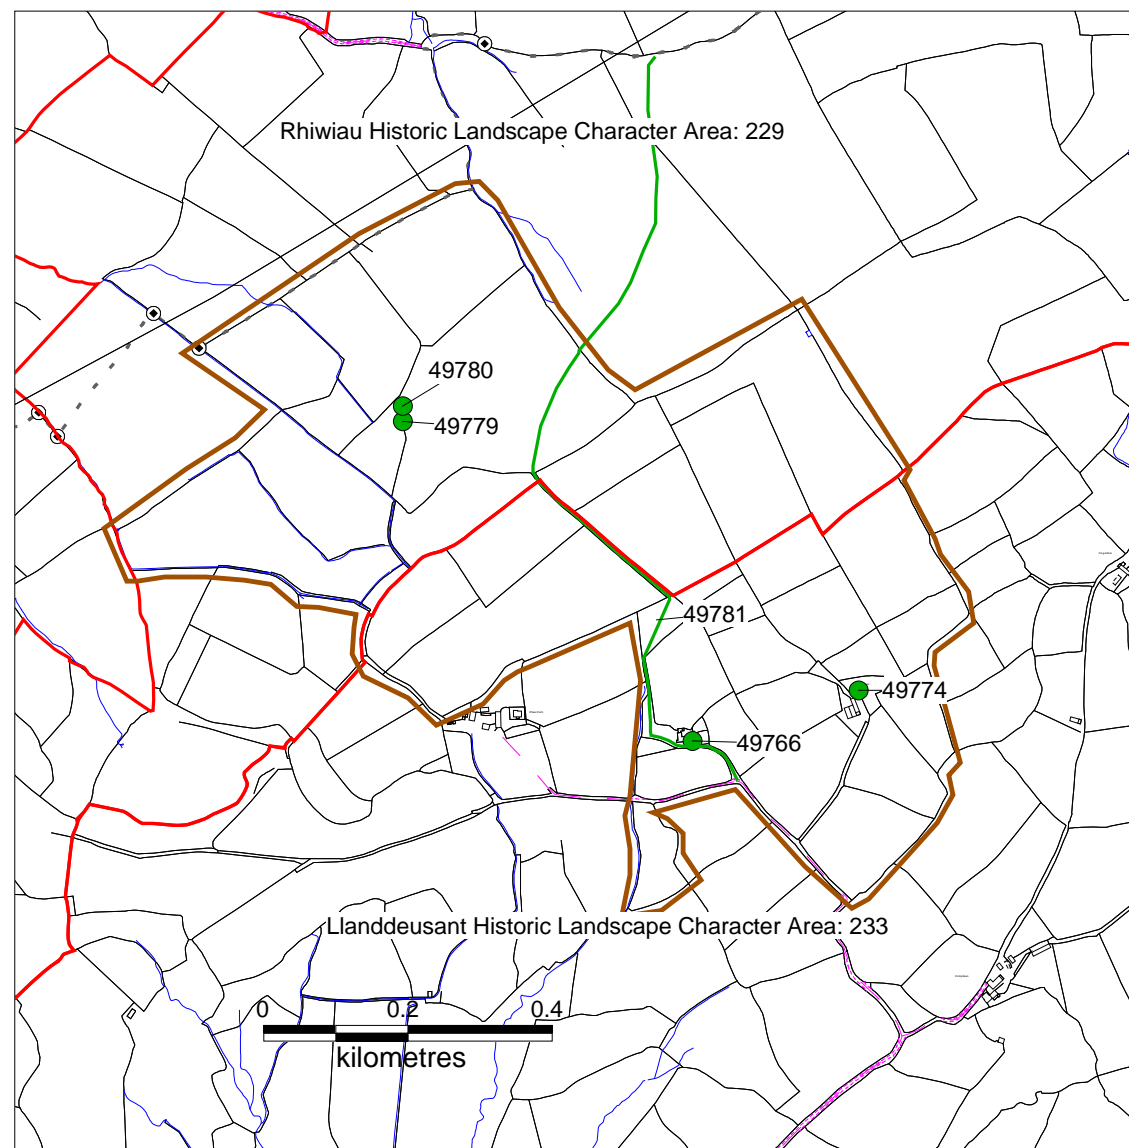 Rhiwiau Historic Landscape Character Area: 229
49780
49779
49781
49774
49766
Llanddeusant Historic Landscape Character Area: 233
0 0.2 0.4
kilometres